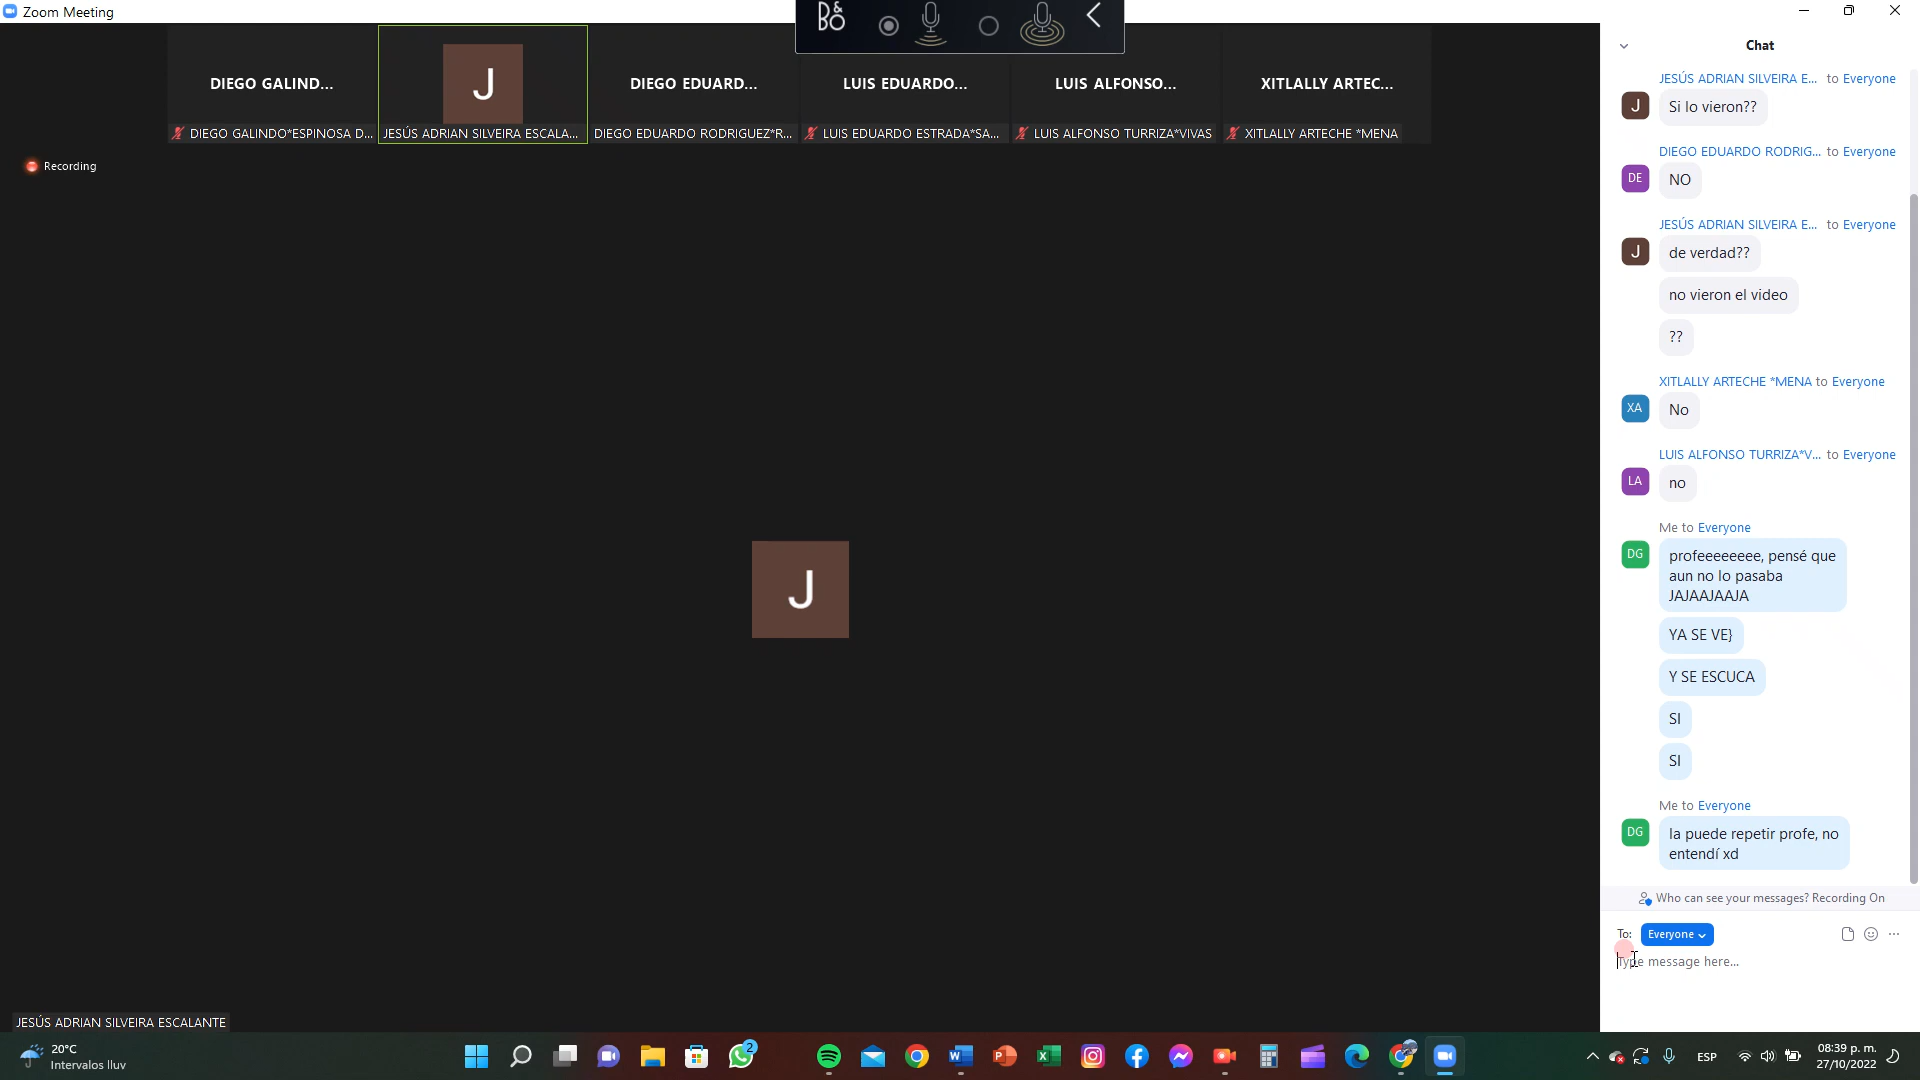 Zoom Meeting
B&O
DIEGO GALIND...
J
DIEGO EDUARD...
LUIS EDUARDO...
LUIS ALFONSO...
XITLALLY ARTEC...
DIEGO GALINDO*ESPINOSA D...
JESÚS ADRIAN SILVEIRA ESCALA...
DIEGO EDUARDO RODRIGUEZ*R...
LUIS EDUARDO ESTRADA*SA...
LUIS ALFONSO TURRIZA*VIVAS
XITLALLY ARTECHE *MENA
Recording
J
JESÚS ADRIAN SILVEIRA ESCALANTE
Chat
JESÚS ADRIAN SILVEIRA E... to Everyone
J
Si lo vieron??
DIEGO EDUARDO RODRIG... to Everyone
DE
NO
JESÚS ADRIAN SILVEIRA E... to Everyone
J
de verdad??
no vieron el video
??
XITLALLY ARTECHE *MENA to Everyone
XA
No
LUIS ALFONSO TURRIZA*V... to Everyone
LA
no
Me to Everyone
DG
profeeeeeeee, pensé que
aun no lo pasaba
JAJAAJAAJA
YA SE VE}
Y SE ESCUCA
SI
SI
Me to Everyone
DG
la puede repetir profe, no
entendí xd
Who can see your messages? Recording On
To: Everyone
Type message here...
20°C
Intervalos lluv
2
ESP
08:39 p. m.
27/10/2022